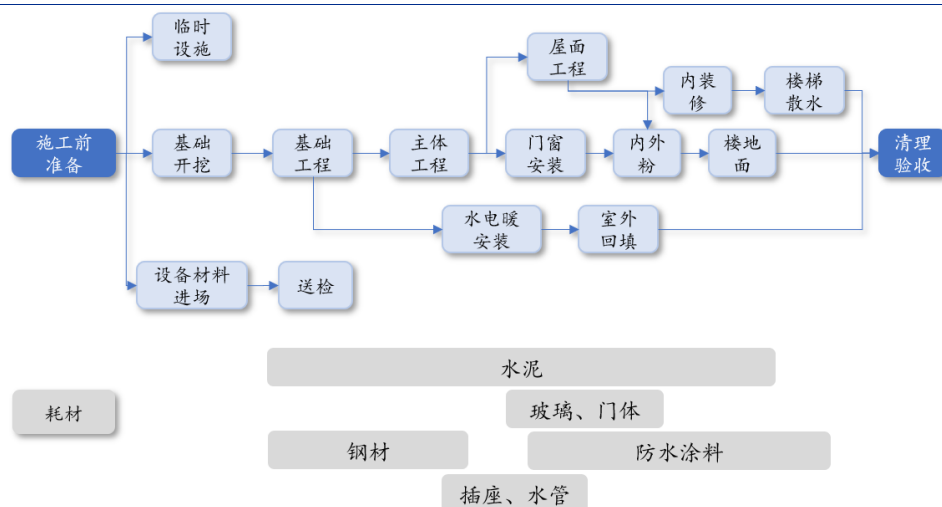 临时
设施
屋面
工程
内装
修
楼梯
散水
施工前
准备
基础
开挖
基础
工程
主体
工程
门窗
安装
内外
粉
楼地
面
清理
验收
水电暖
安装
室外
回填
设备材料
进场
送检
水泥
耗材
玻璃、门体
钢材
防水涂料
插座、水管